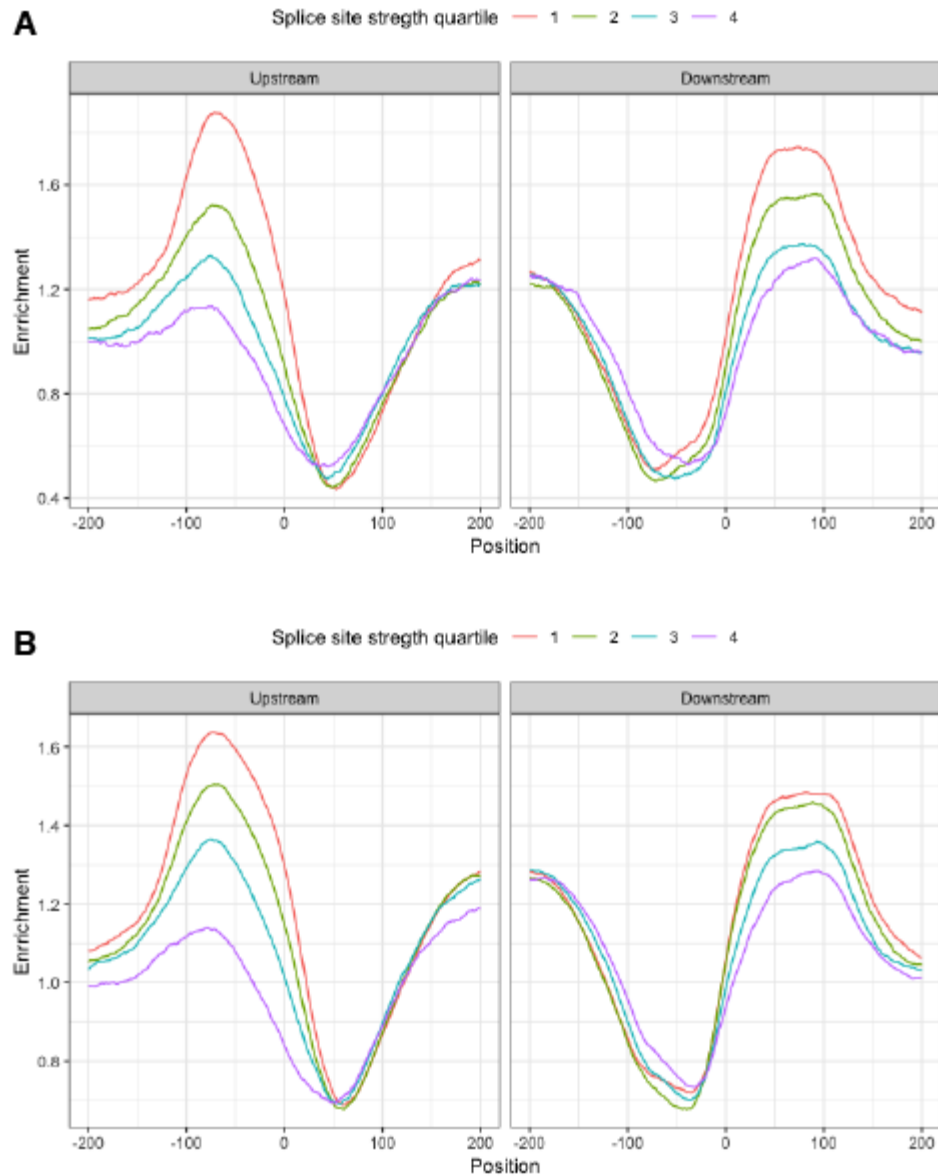 A
Splice site stregth quartile 1 2 3 4
Upstream Downstream
1.6
1.2
0.8
0.4
Enrrichment
-200 -100 0 100 200 -200 -100 0 100 200
Position
B
Splice site stregth quartile 1 2 3 4
Upstream Downstream
1.6
1.4
1.2
1.0
0.8
Enrrichment
-200 -100 0 100 200 -200 -100 0 100 200
Position